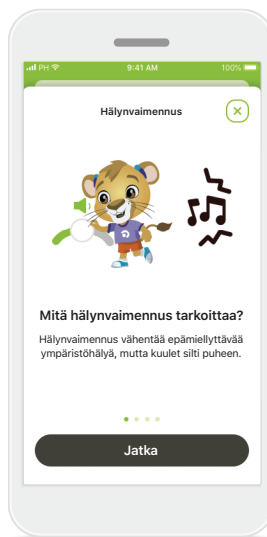 PH 9:41 AM 100%
Hälynvaimennus
Mitä hälynvaimennus tarkoittaa?
Hälynvaimennus vähentää epämiellyttävää
ympäristöhälyä, mutta kuulet silti puheen.
Jatka